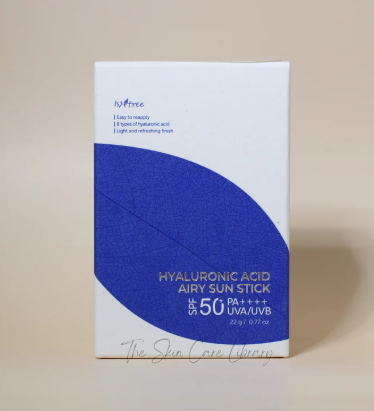 Isntree
Easy to reapply
8 types of hyaluronic acid
Light and refreshing finish
HYALURONIC ACID
AIRY SUN STICK
SPF 50+ PA++++
UVA/UVB
22 g / 0.77 oz.
The Skin Care Library